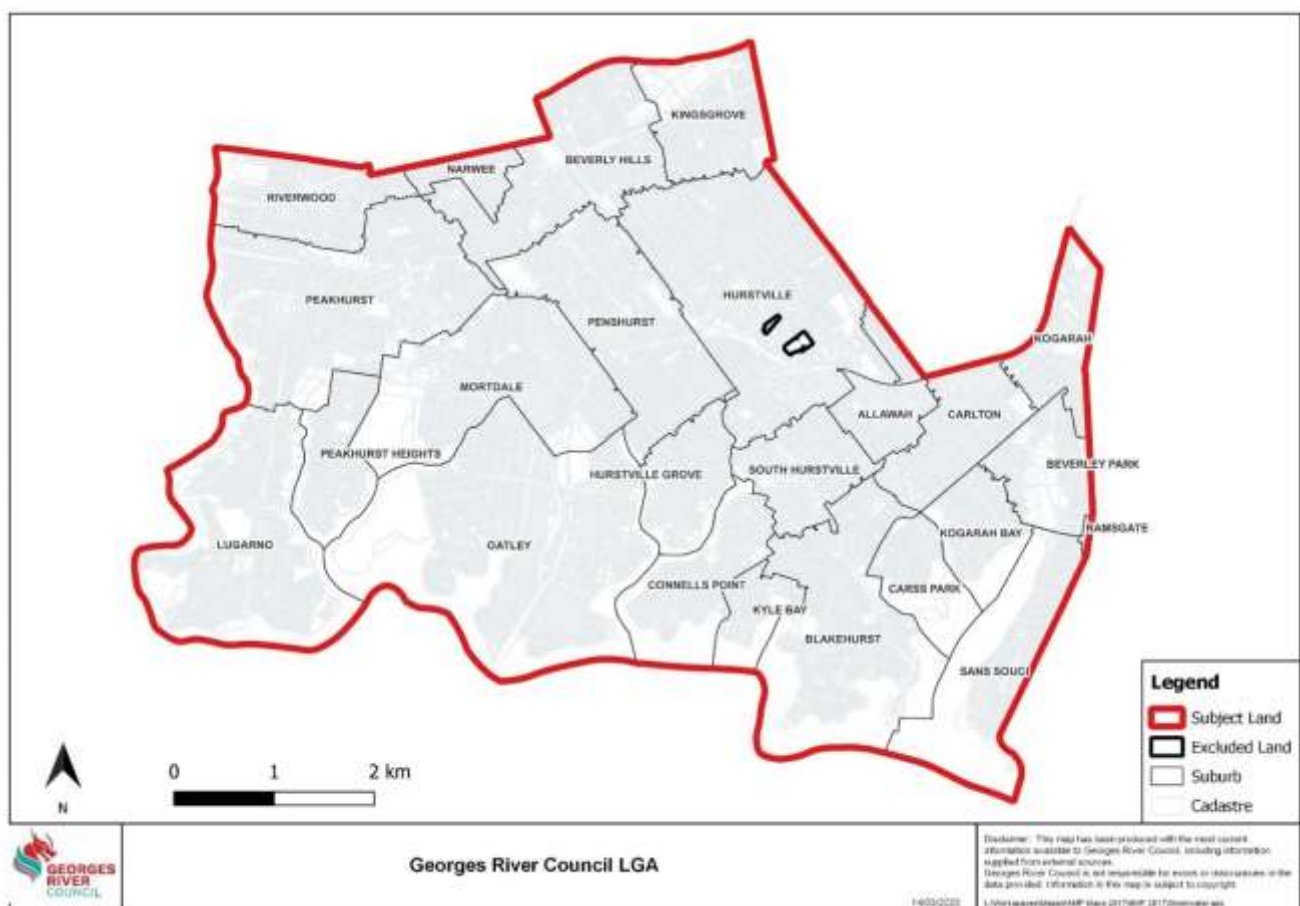 KINGSGROVE
BEVERLY HILLS
NARWEE
RIVERWOOD
HURSTVILLE
PEAKHURST
PENSHURST
KOGARAH
MORTDALE
ALLAWAH
CARLTON
PEAKHURST HEIGHTS
BEVERLEY PARK
SOUTH HURSTVILLE
HURSTVILLE GROVE
RAMSGATE
KOGARAH BAY
LUGARNO
OATLEY
CONNELLS POINT
CARSS PARK
KYLE BAY
BLAKEHURST
SANS SOUCI
Legend
Subject Land
Excluded Land
Suburb
Cadastre
N
0 1 2 km
GEORGES
RIVER
COUNCIL
Georges River Council LGA
Disclaimer: This map has been produced with the most current
information available to Georges River Council, including information
supplied from external sources.
Georges River Council is not responsible for errors or inaccuracies in the
data provided. Information in this map is subject to copyright